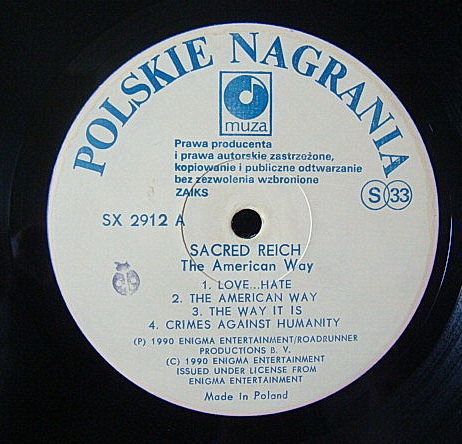 POLSKIE NAGRANIA
muza
Prawa producenta
i prawa autorskie zastrzeżone,
kopiowanie i publiczne odtwarzanie
bez zezwolenia wzbronione
ZAIKS
S 33
SX 2912 A
SACRED REICH
The American Way
1. LOVE...HATE
2. THE AMERICAN WAY
3. THE WAY IT IS
4. CRIMES AGAINST HUMANITY
(P) 1990 ENIGMA ENTERTAINMENT/ROADRUNNER
PRODUCTIONS B. V.
(C) 1990 ENIGMA ENTERTAINMENT
ISSUED UNDER LICENSE FROM
ENIGMA ENTERTAINMENT
Made in Poland